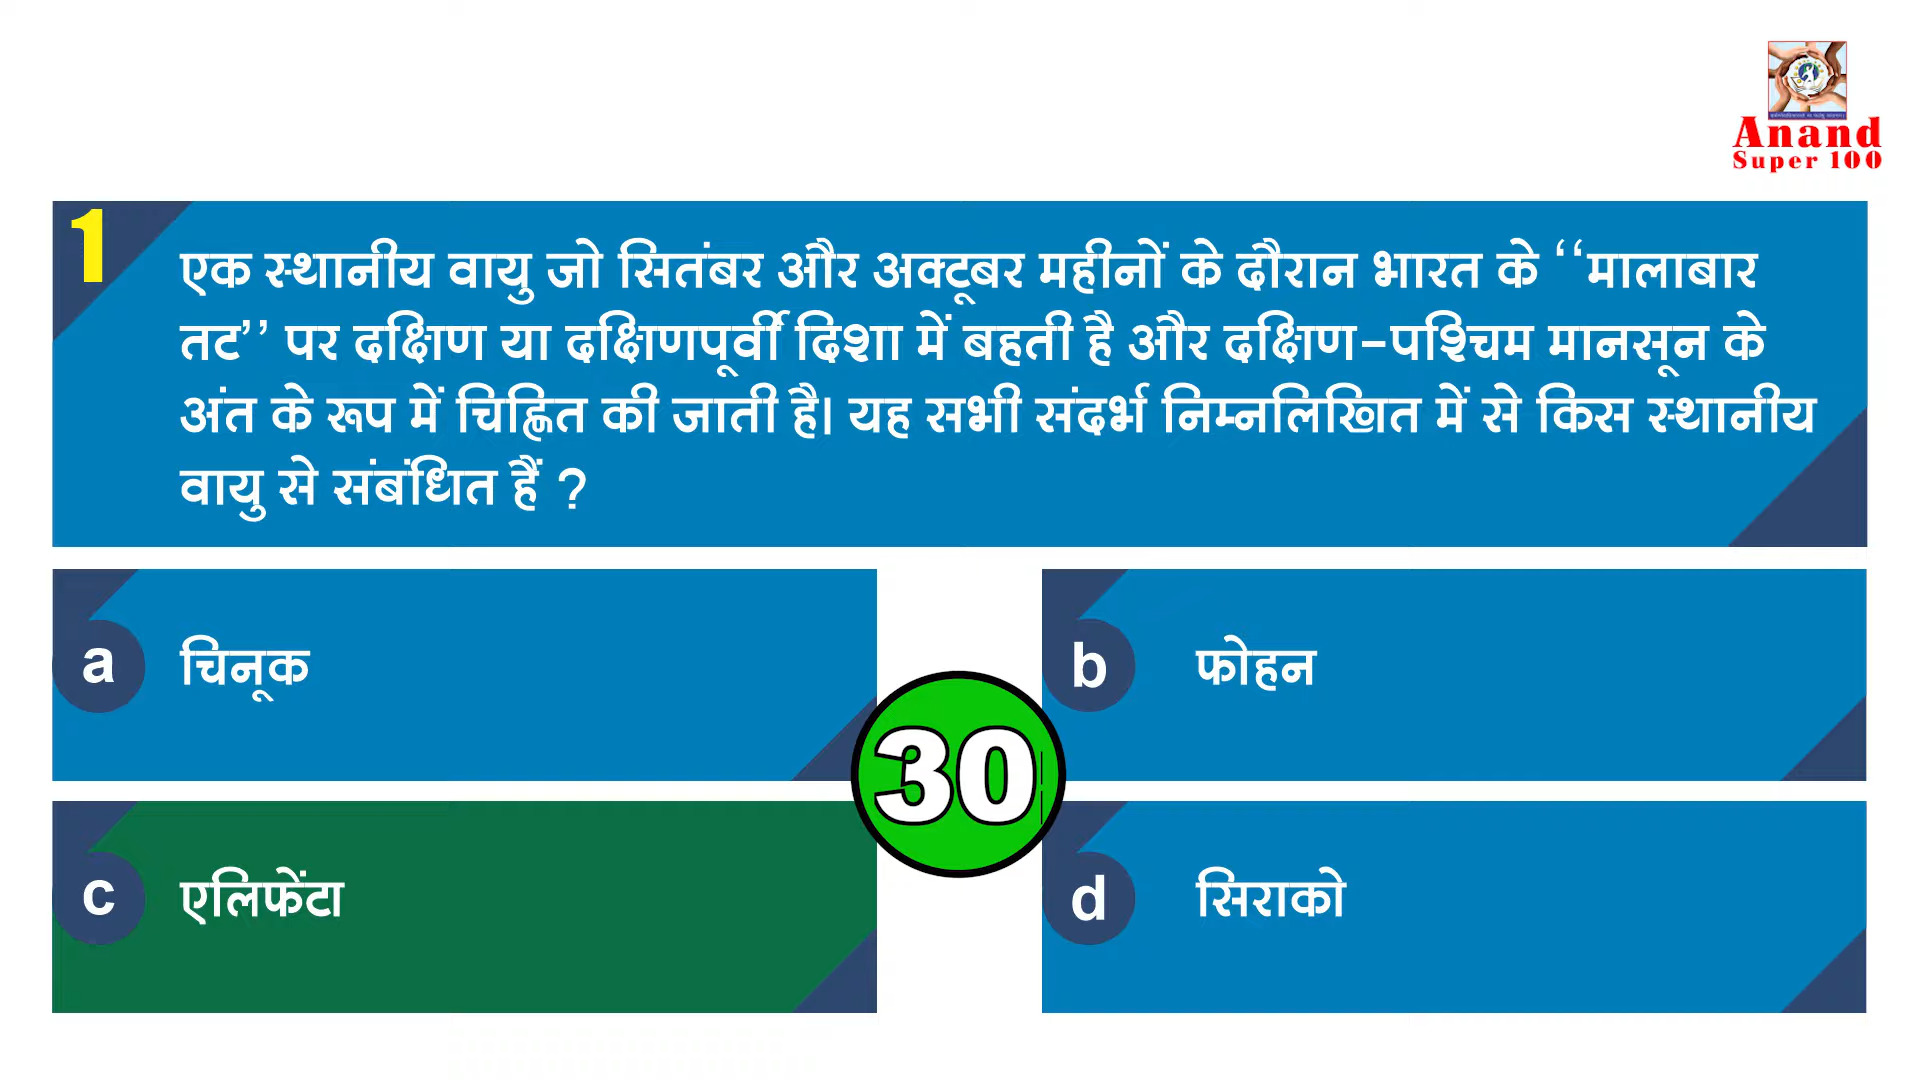 Anand
Super 100
1
एक स्थानीय वायु जो सितंबर और अक्टूबर महीनों के दौरान भारत के ‘‘मालाबार
तट’’ पर दक्षिण या दक्षिणपूर्वी दिशा में बहती है और दक्षिण-पश्चिम मानसून के
अंत के रूप में चिह्नित की जाती है। यह सभी संदर्भ निम्नलिखित में से किस स्थानीय
वायु से संबंधित हैं ?
a चिनूक
b फोहन
30
c एलिफेंटा
d सिराको